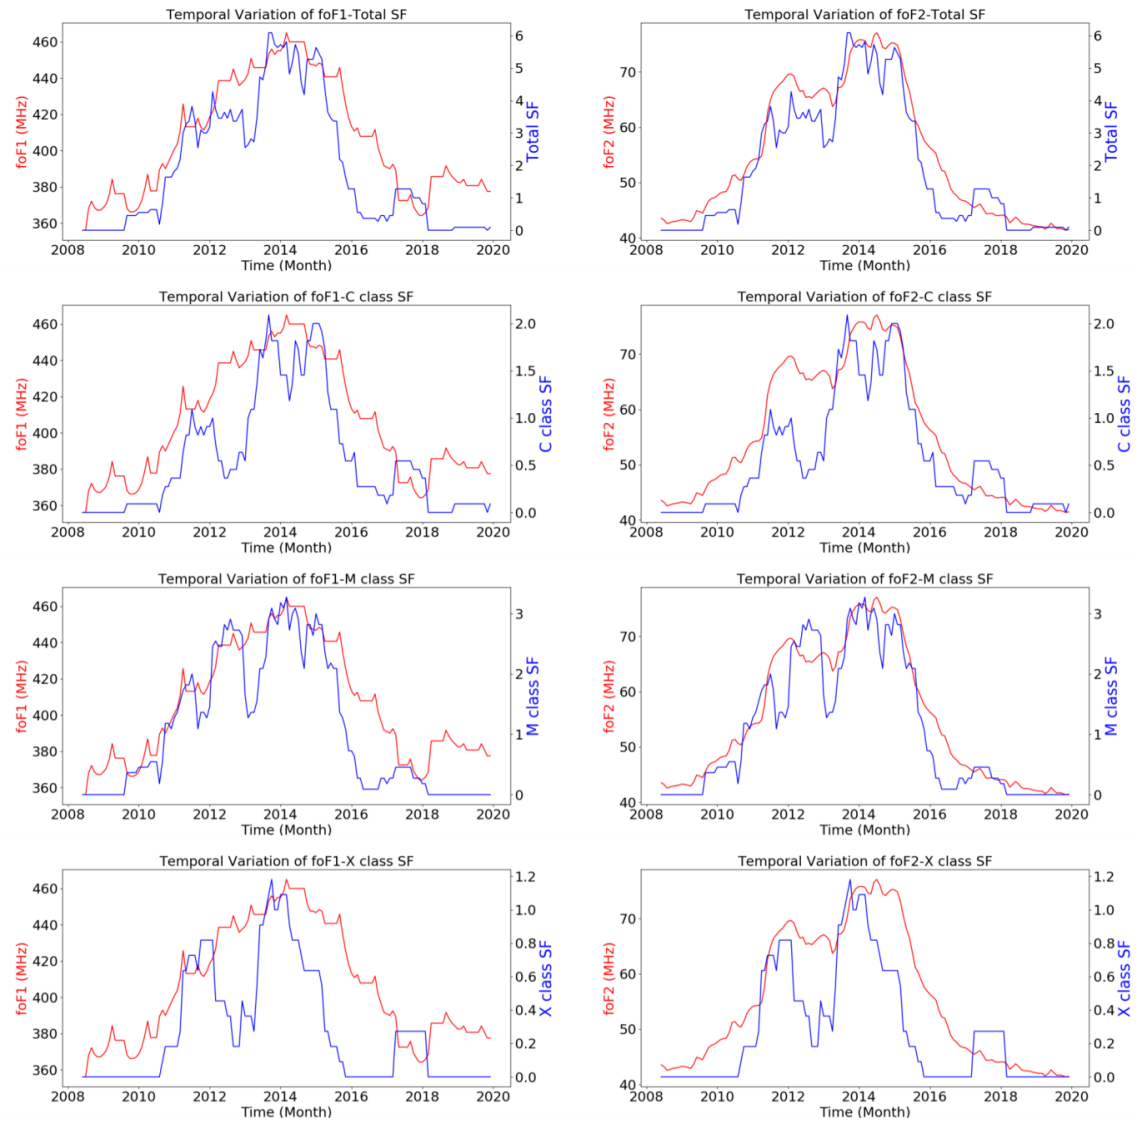 Temporal Variation of foF1-Total SF
460
440
420
400
380
360
foF1 (MHz)
6
5
4
3
2
1
0
Total SF
2008 2010 2012 2014 2016 2018 2020
Time (Month)
Temporal Variation of foF2-Total SF
70
60
50
40
foF2 (MHz)
6
5
4
3
2
1
0
Total SF
2008 2010 2012 2014 2016 2018 2020
Time (Month)
Temporal Variation of foF1-C class SF
460
440
420
400
380
360
foF1 (MHz)
2.0
1.5
1.0
0.5
0.0
C class SF
2008 2010 2012 2014 2016 2018 2020
Time (Month)
Temporal Variation of foF2-C class SF
70
60
50
40
foF2 (MHz)
2.0
1.5
1.0
0.5
0.0
C class SF
2008 2010 2012 2014 2016 2018 2020
Time (Month)
Temporal Variation of foF1-M class SF
460
440
420
400
380
360
foF1 (MHz)
3
2
1
0
M class SF
2008 2010 2012 2014 2016 2018 2020
Time (Month)
Temporal Variation of foF2-M class SF
70
60
50
40
foF2 (MHz)
3
2
1
0
M class SF
2008 2010 2012 2014 2016 2018 2020
Time (Month)
Temporal Variation of foF1-X class SF
460
440
420
400
380
360
foF1 (MHz)
1.2
1.0
0.8
0.6
0.4
0.2
0.0
X class SF
2008 2010 2012 2014 2016 2018 2020
Time (Month)
Temporal Variation of foF2-X class SF
70
60
50
40
foF2 (MHz)
1.2
1.0
0.8
0.6
0.4
0.2
0.0
X class SF
2008 2010 2012 2014 2016 2018 2020
Time (Month)